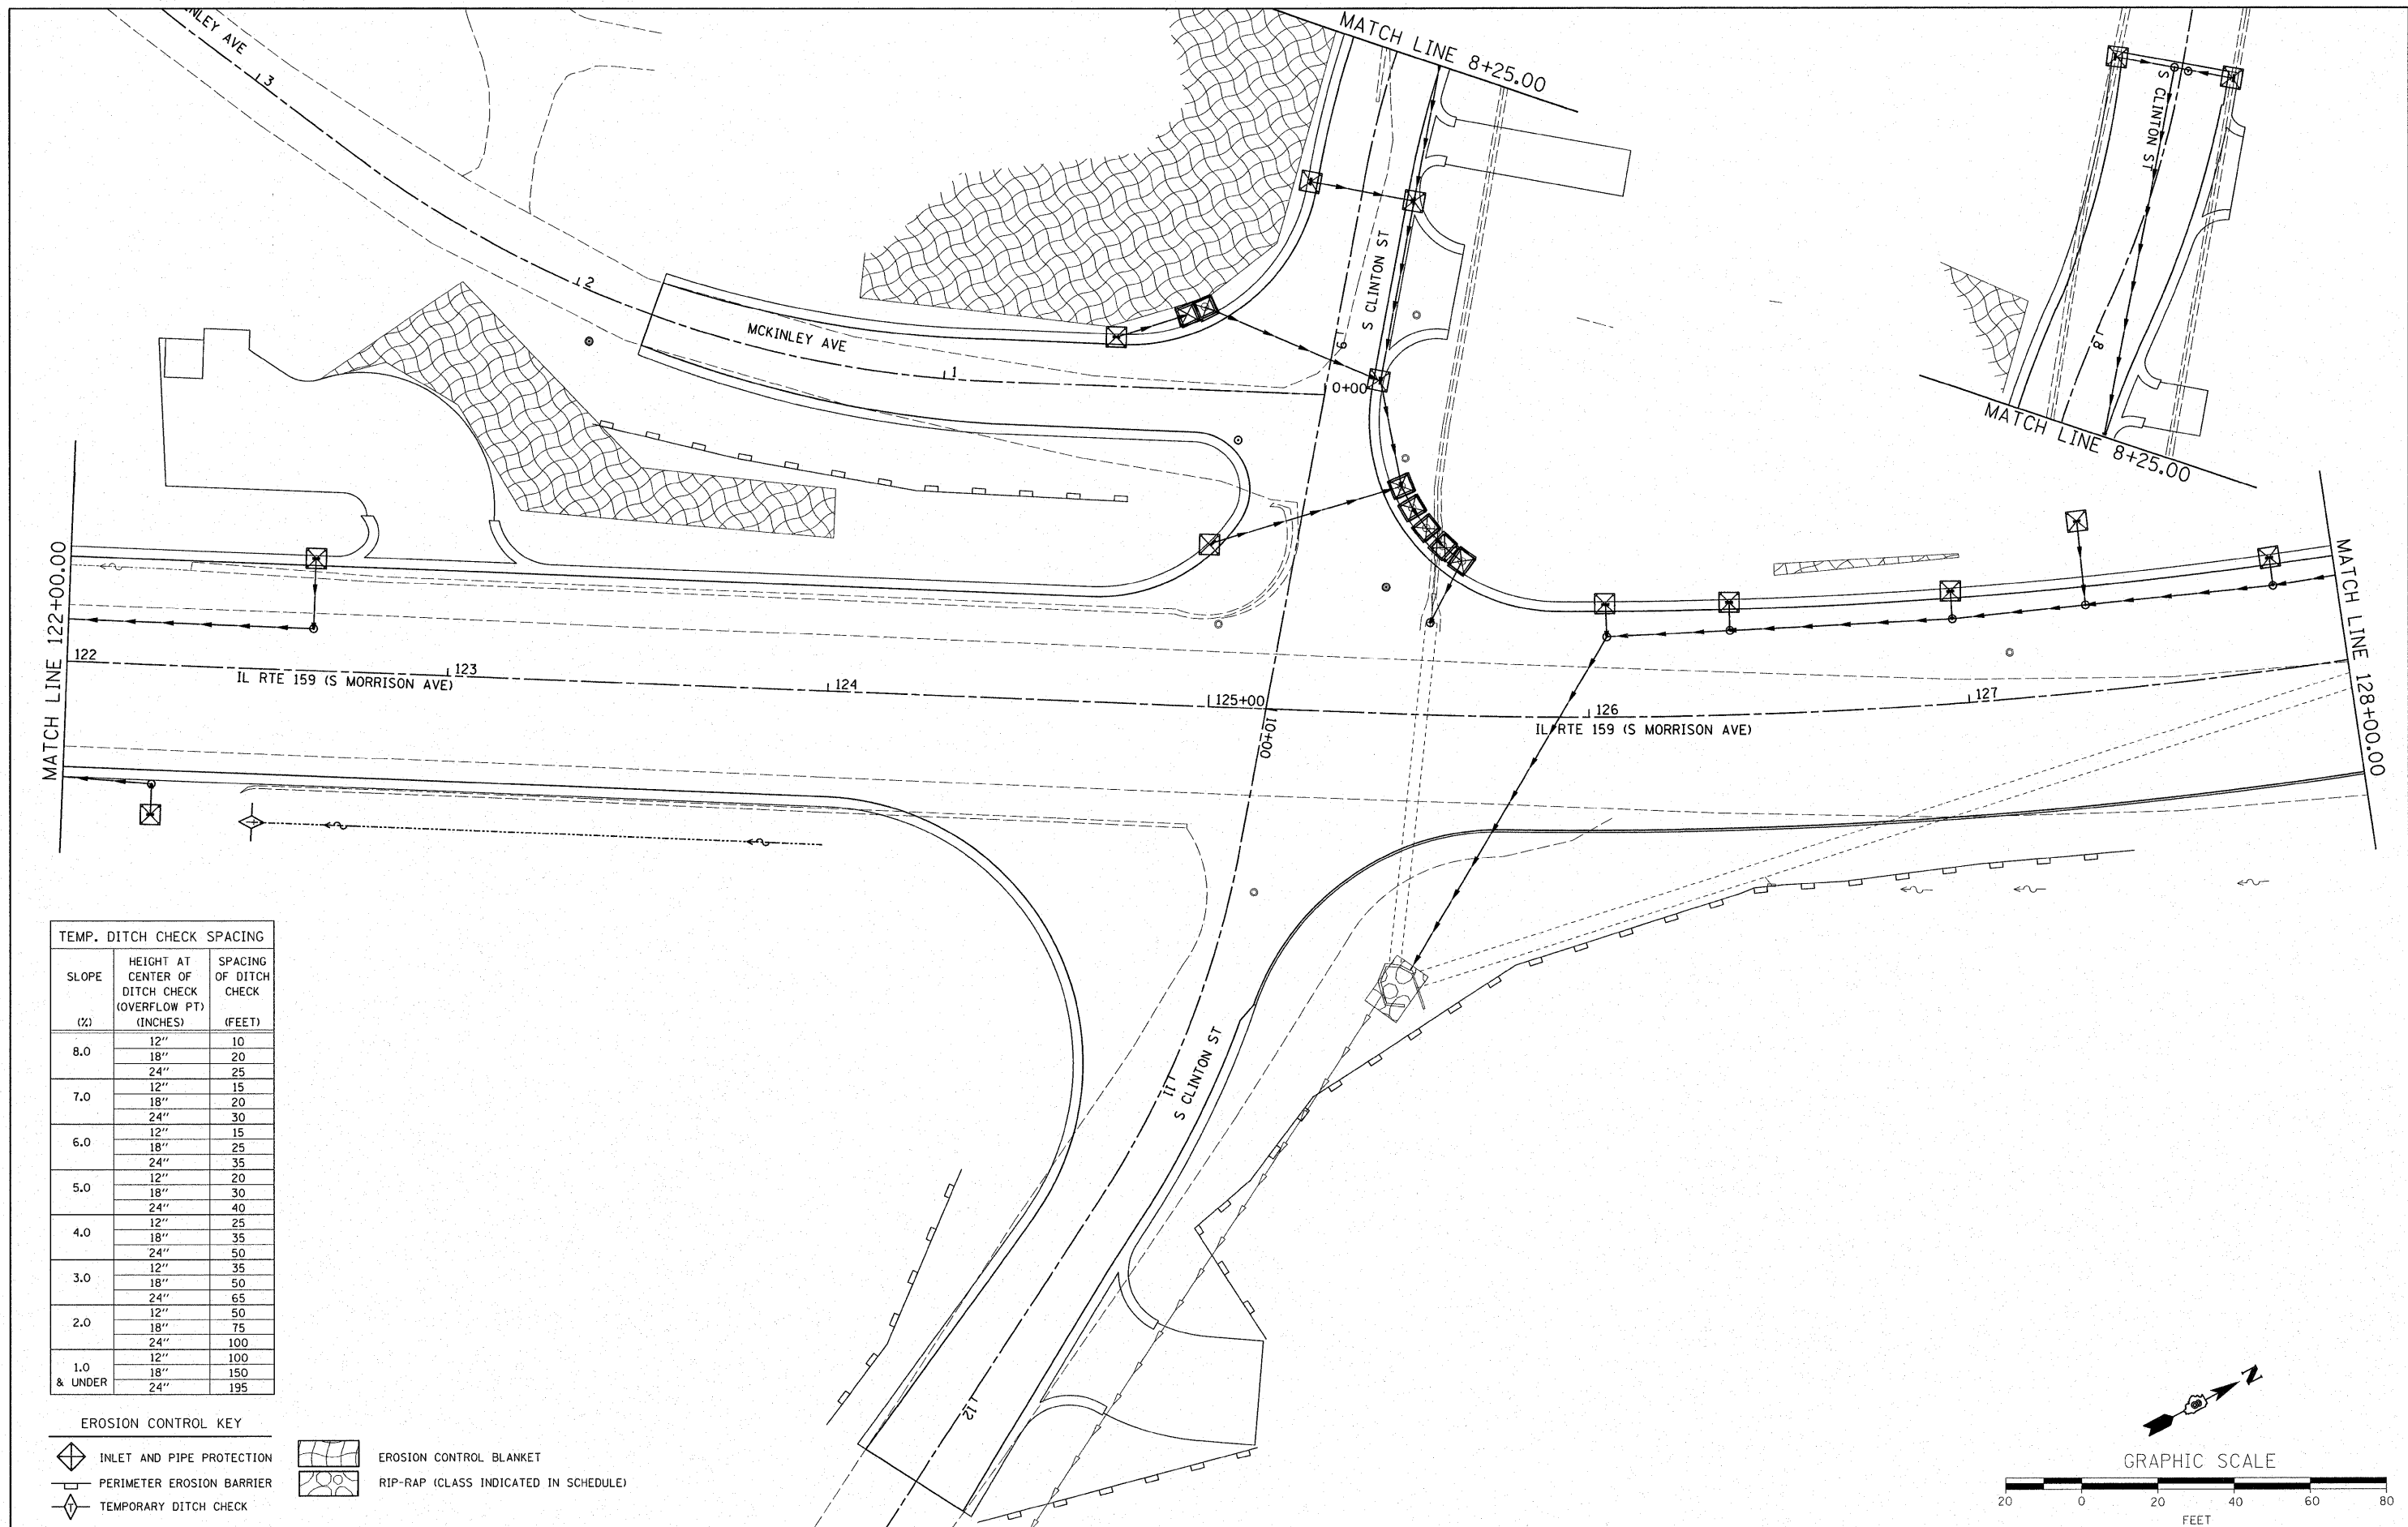 MATCH LINE 8+25.00
3
2
MCKINLEY AVE
1
0+00
9
S CLINTON ST
S CLINTON ST
8
MATCH LINE 8+25.00
MATCH LINE 122+00.00
122
123
IL RTE 159 (S MORRISON AVE)
124
125+00
10+00
126
IL RTE 159 (S MORRISON AVE)
127
MATCH LINE 128+00.00
11
S CLINTON ST
12
TEMP. DITCH CHECK SPACING
SLOPE
(%)
HEIGHT AT
CENTER OF
DITCH CHECK
(OVERFLOW PT)
(INCHES)
SPACING
OF DITCH
CHECK
(FEET)
8.0
12" 10
18" 20
24" 25
7.0
12" 15
18" 20
24" 30
6.0
12" 15
18" 25
24" 35
5.0
12" 20
18" 30
24" 40
4.0
12" 25
18" 35
24" 50
3.0
12" 35
18" 50
24" 65
2.0
12" 50
18" 75
24" 100
1.0
& UNDER
12" 100
18" 150
24" 195
EROSION CONTROL KEY
INLET AND PIPE PROTECTION
PERIMETER EROSION BARRIER
T
TEMPORARY DITCH CHECK
EROSION CONTROL BLANKET
RIP-RAP (CLASS INDICATED IN SCHEDULE)
N
GRAPHIC SCALE
20 0 20 40 60 80
FEET